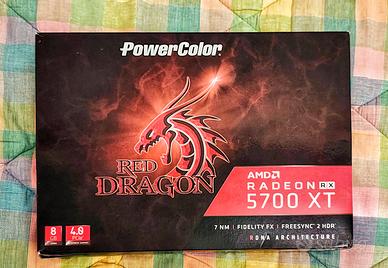 PowerColor
RED
DRAGON
AMD
RADEON RX
5700 XT
8
GB
4.0
PCIe
7 NM | FIDELITY FX | FREESYNC 2 HDR
RDNA ARCHITECTURE